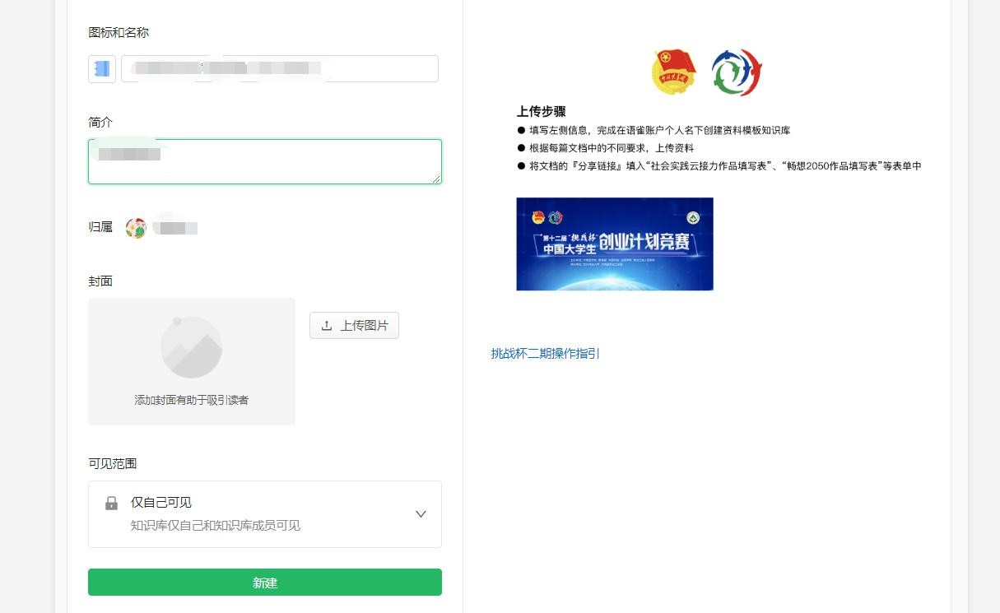 图标和名称
简介
归属
封面
上传图片
添加封面有助于吸引读者
可见范围
仅自己可见
知识库仅自己和知识库成员可见
新建
上传步骤
● 填写左侧信息，完成在语雀账户个人名下创建资料模板知识库
● 根据每篇文档中的不同要求，上传资料
● 将文档的『分享链接』填入“社会实践云接力作品填写表”、“畅想2050作品填写表”等表单中
第十二届“挑战杯”
中国大学生
创业计划竞赛
挑战杯二期操作指引